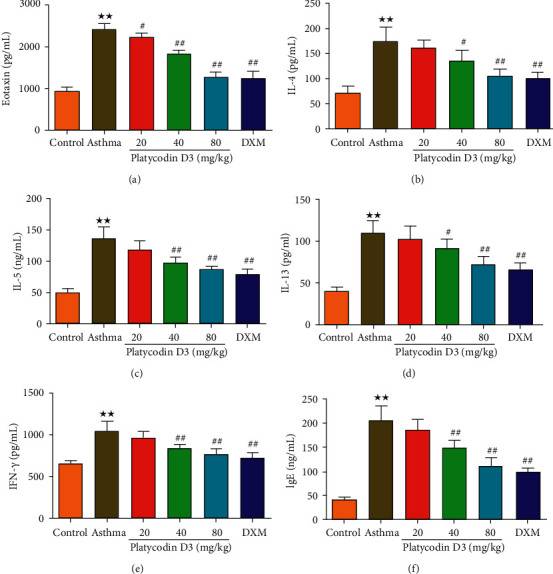 Eotaxin (pg/mL)
3000
2000
1000
0
★★
#
##
##
##
Control Asthma 20 40 80 DXM
Platycodin D3 (mg/kg)
(a)
IL-4 (pg/mL)
250
200
150
100
50
0
★★
#
##
##
Control Asthma 20 40 80 DXM
Platycodin D3 (mg/kg)
(b)
IL-5 (ng/mL)
200
150
100
50
0
★★
##
##
##
Control Asthma 20 40 80 DXM
Platycodin D3 (mg/kg)
(c)
IL-13 (pg/ml)
150
100
50
0
★★
#
##
##
Control Asthma 20 40 80 DXM
Platycodin D3 (mg/kg)
(d)
IFN-γ (pg/mL)
1500
1000
500
0
★★
##
##
##
Control Asthma 20 40 80 DXM
Platycodin D3 (mg/kg)
(e)
IgE (ng/mL)
250
200
150
100
50
0
★★
##
##
##
Control Asthma 20 40 80 DXM
Platycodin D3 (mg/kg)
(f)